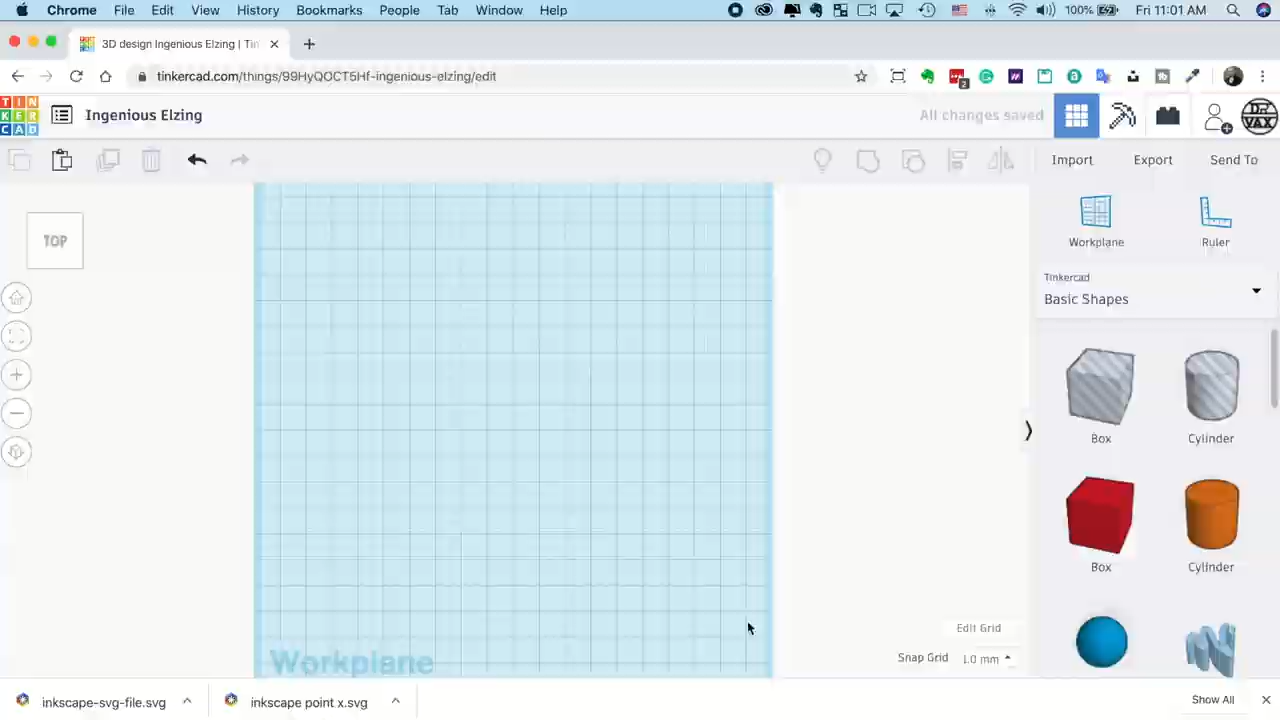 Chrome File Edit View History Bookmarks People Tab Window Help 100% Fri 11:01 AM
3D design Ingenious Elzing | Tin
tinkercad.com/things/99HyQOCT5Hf-ingenious-elzing/edit
2
TIN
KER
CAD
Ingenious Elzing
All changes saved
DR VAX
Import Export Send To
TOP
Workplane Ruler
Tinkercad
Basic Shapes
Box Cylinder
Box Cylinder
Edit Grid
Snap Grid 1.0 mm
Workplane
inkscape-svg-file.svg inkscape point x.svg Show All